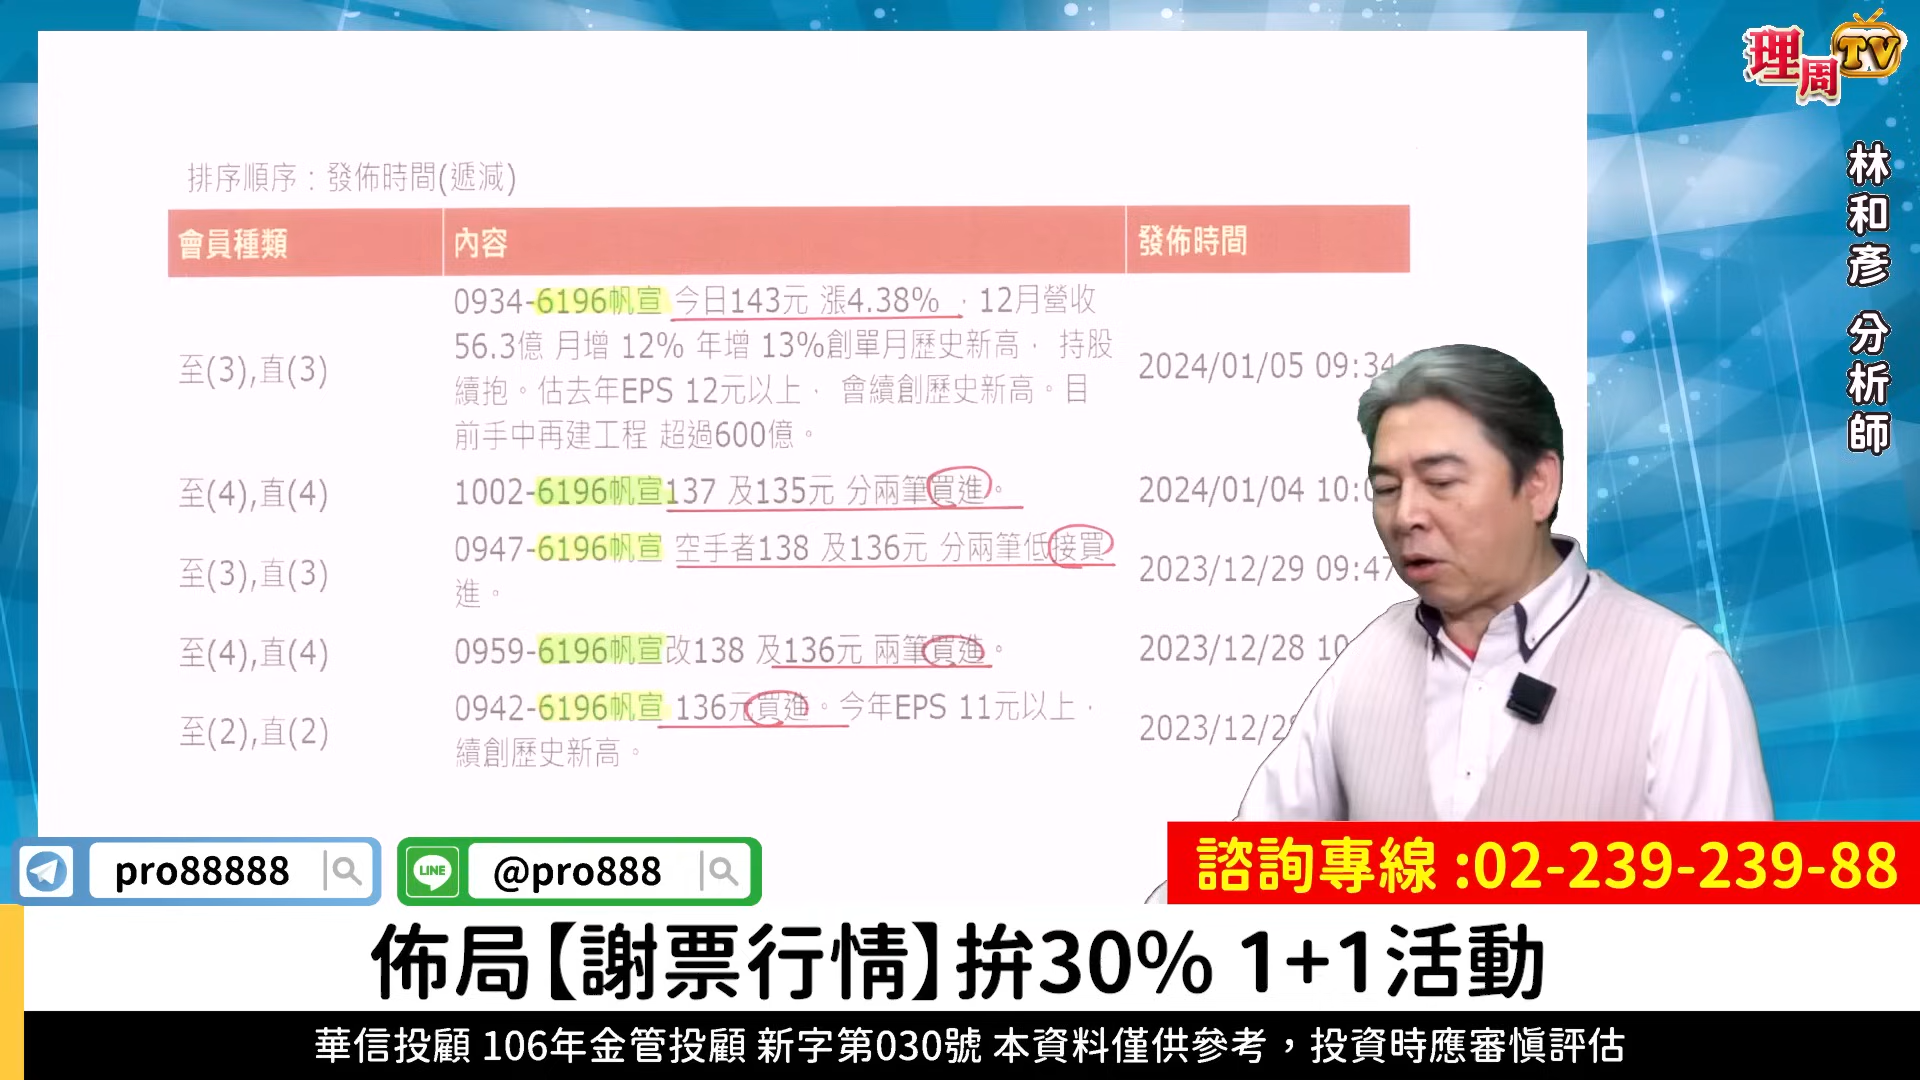 理周TV
林和彥 分析師
排序順序：發佈時間(遞減)
會員種類 內容 發佈時間
至(3),直(3)
0934-6196帆宣 今日143元 漲4.38% ，12月營收
56.3億 月增 12% 年增 13%創單月歷史新高， 持股
續抱。估去年EPS 12元以上， 會續創歷史新高。目
前手中再建工程 超過600億。
2024/01/05 09:34
至(4),直(4)
1002-6196帆宣137 及135元 分兩筆買進。
2024/01/04 10:
至(3),直(3)
0947-6196帆宣 空手者138 及136元 分兩筆低接買
進。
2023/12/29 09:47
至(4),直(4)
0959-6196帆宣改138 及136元 兩筆買進。
2023/12/28 10
至(2),直(2)
0942-6196帆宣 136元買進。今年EPS 11元以上，
續創歷史新高。
2023/12/2
pro88888
LINE
@pro888
諮詢專線 :02-239-239-88
佈局【謝票行情】拚30% 1+1活動
華信投顧 106年金管投顧 新字第030號 本資料僅供參考，投資時應審慎評估